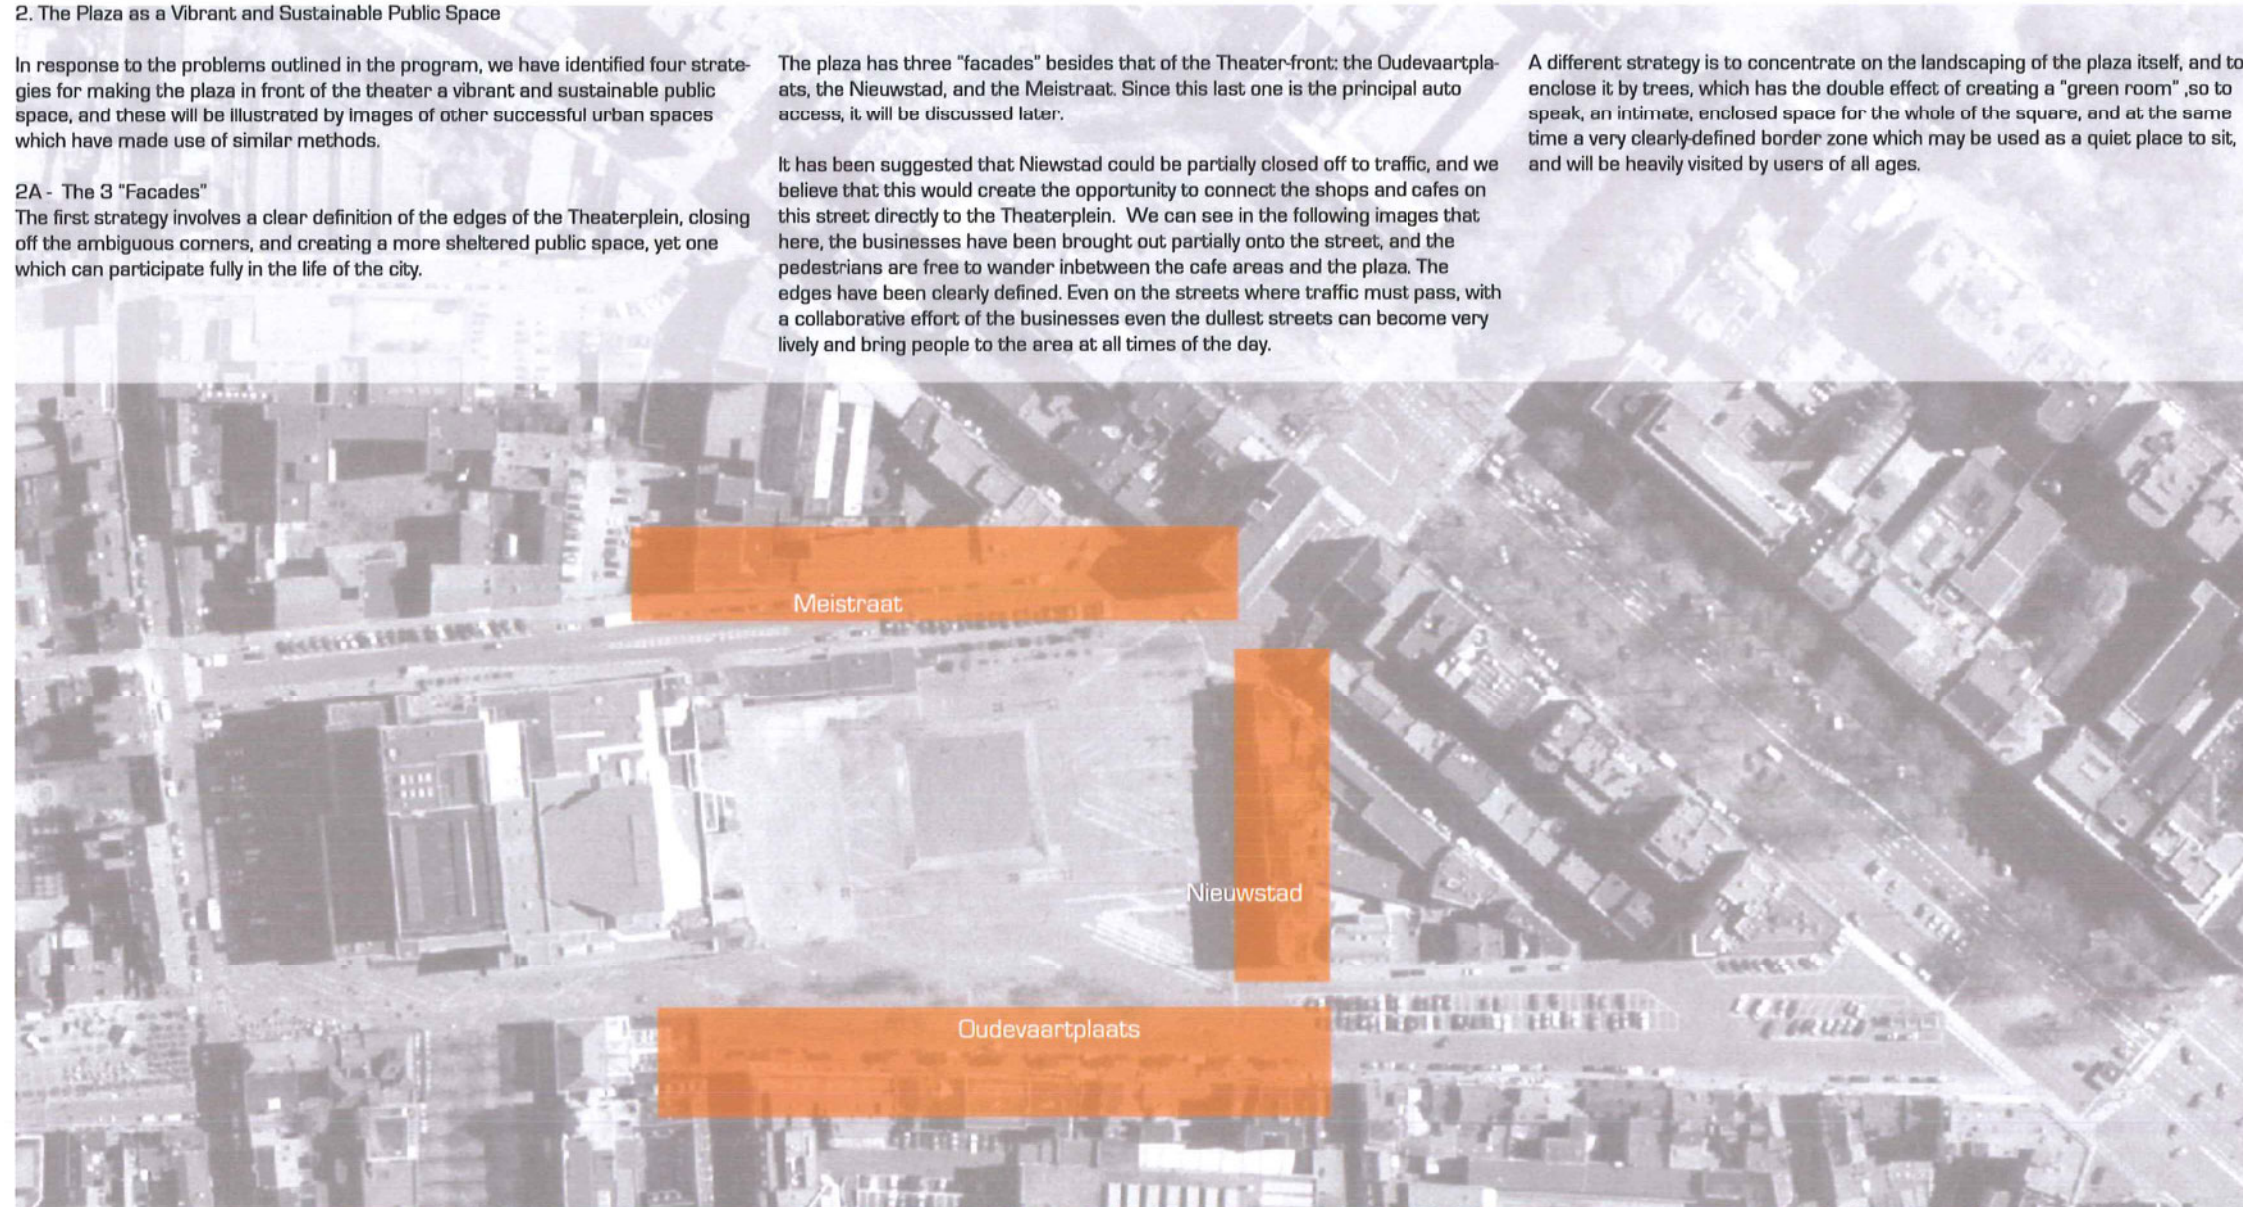 2. The Plaza as a Vibrant and Sustainable Public Space
In response to the problems outlined in the program, we have identified four strate-
gies for making the plaza in front of the theater a vibrant and sustainable public
space, and these will be illustrated by images of other successful urban spaces
which have made use of similar methods.
2A - The 3 "Facades"
The first strategy involves a clear definition of the edges of the Theaterplein, closing
off the ambiguous corners, and creating a more sheltered public space, yet one
which can participate fully in the life of the city.
The plaza has three "facades" besides that of the Theater-front: the Oudevaartpla-
ats, the Nieuwstad, and the Meistraat. Since this last one is the principal auto
access, it will be discussed later.
It has been suggested that Niewstad could be partially closed off to traffic, and we
believe that this would create the opportunity to connect the shops and cafes on
this street directly to the Theaterplein. We can see in the following images that
here, the businesses have been brought out partially onto the street, and the
pedestrians are free to wander inbetween the cafe areas and the plaza. The
edges have been clearly defined. Even on the streets where traffic must pass, with
a collaborative effort of the businesses even the dullest streets can become very
lively and bring people to the area at all times of the day.
A different strategy is to concentrate on the landscaping of the plaza itself, and to
enclose it by trees, which has the double effect of creating a "green room" ,so to
speak, an intimate, enclosed space for the whole of the square, and at the same
time a very clearly-defined border zone which may be used as a quiet place to sit,
and will be heavily visited by users of all ages.
Meistraat
Nieuwstad
Oudevaartplaats